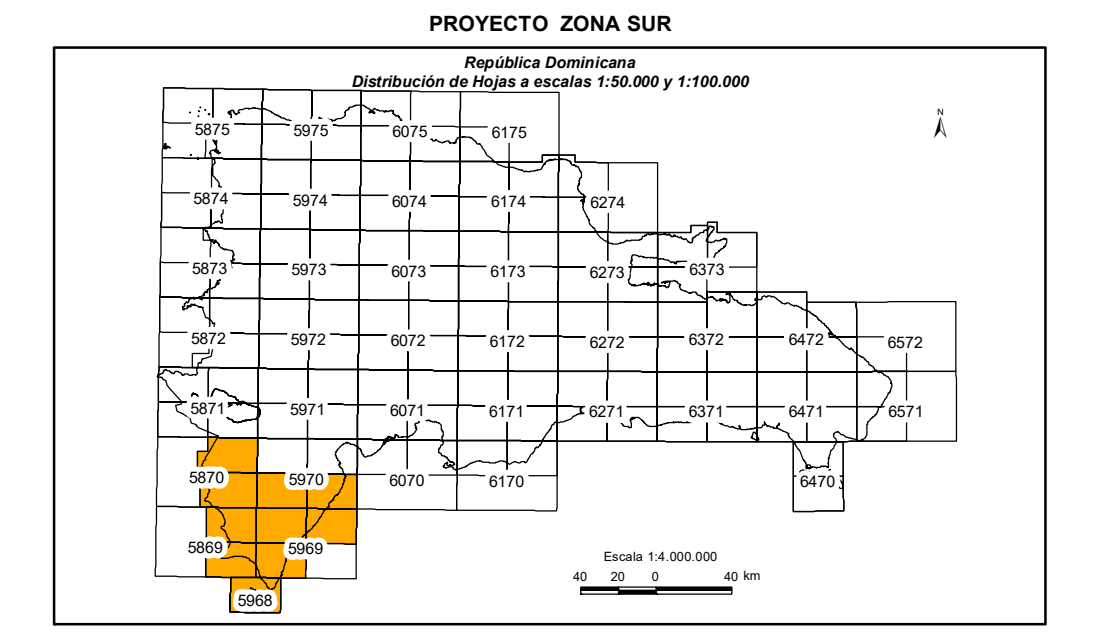 PROYECTO ZONA SUR
República Dominicana
Distribución de Hojas a escalas 1:50.000 y 1:100.000
N
5875 5975 6075 6175
5874 5974 6074 6174 6274
5873 5973 6073 6173 6273 6373
5872 5972 6072 6172 6272 6372 6472 6572
5871 5971 6071 6171 6271 6371 6471 6571
5870 5970 6070 6170 6470
5869 5969
Escala 1:4.000.000
40 20 0 40 km
5968